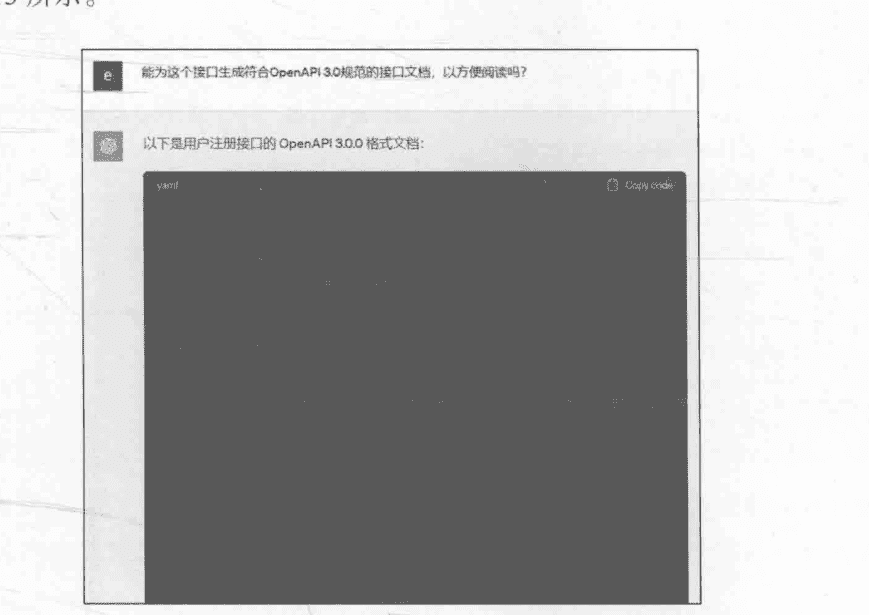 所示。
e
能为这个接口生成符合OpenAPI 3.0规范的接口文档，以方便阅读吗？
以下是用户注册接口的 OpenAPI 3.0.0 格式文档：
yaml
Copy code